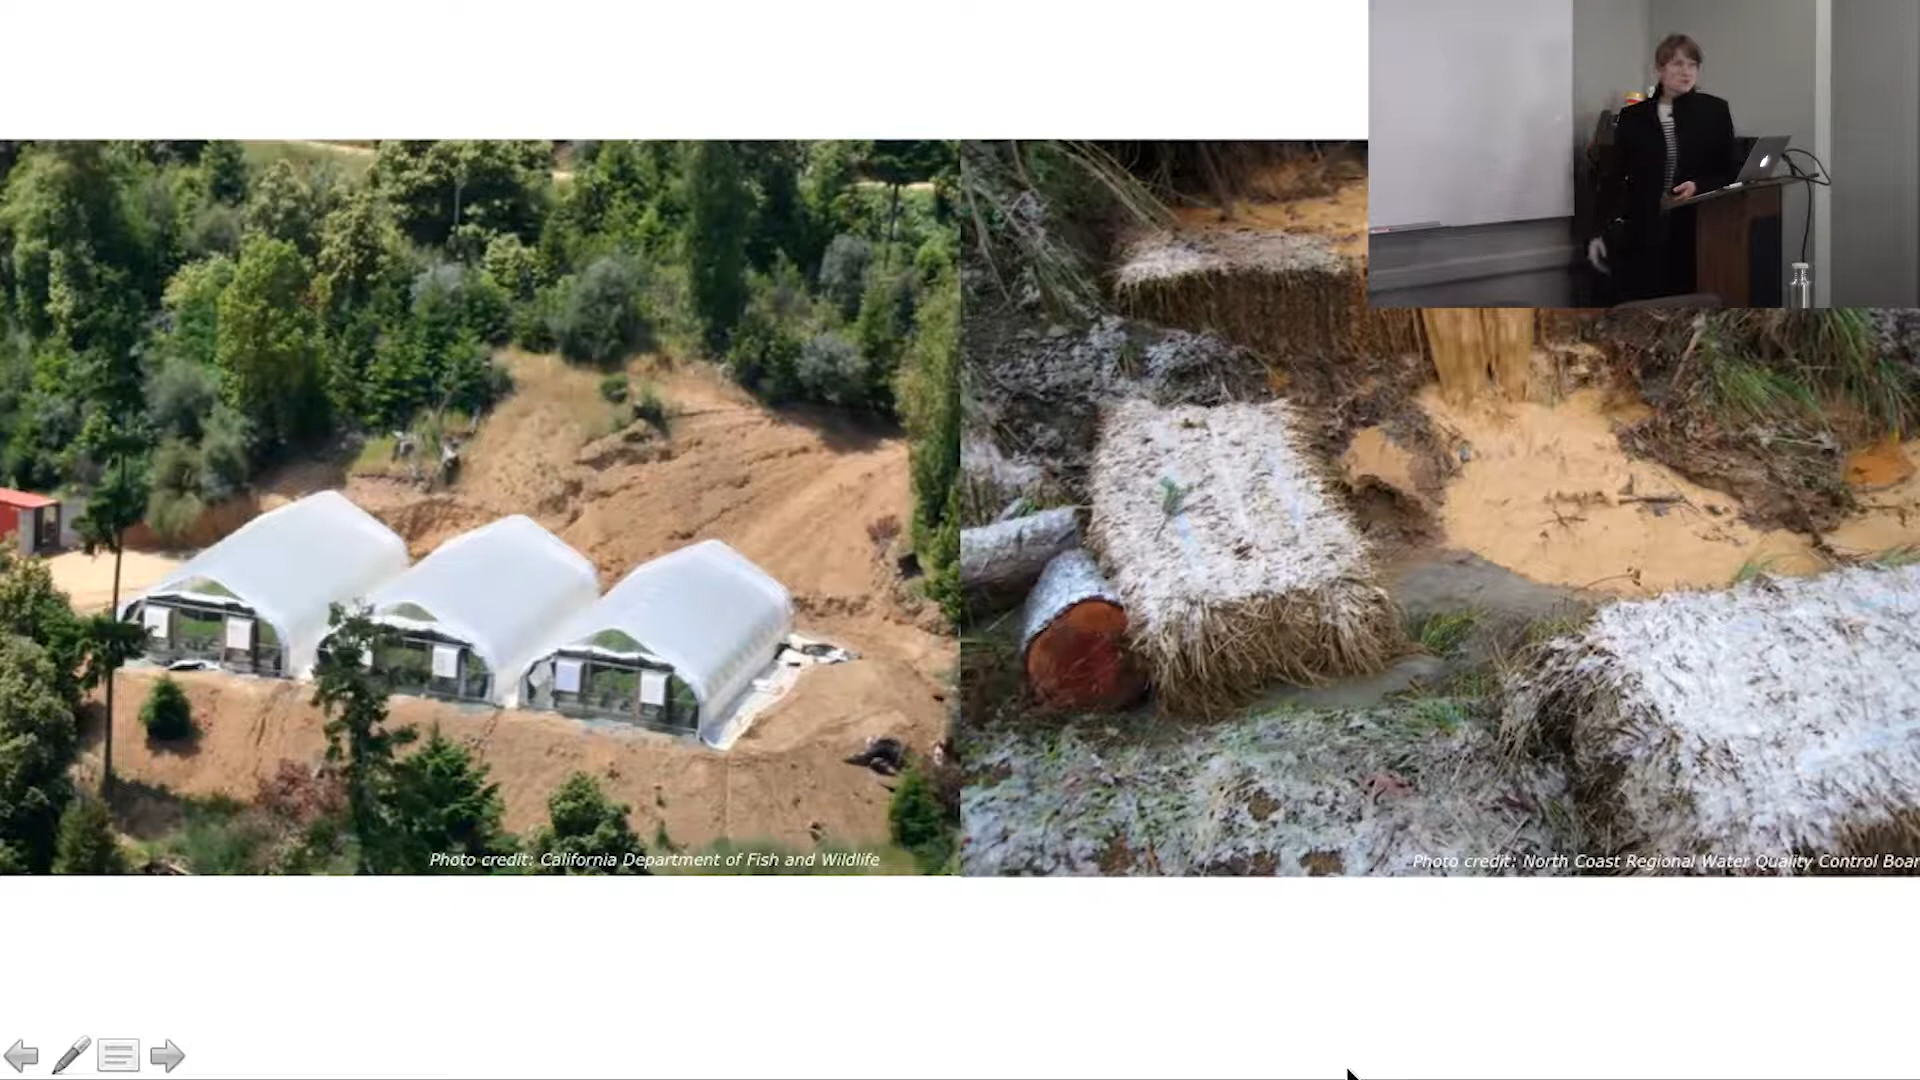 Photo credit: California Department of Fish and Wildlife
Photo credit: North Coast Regional Water Quality Control Boar